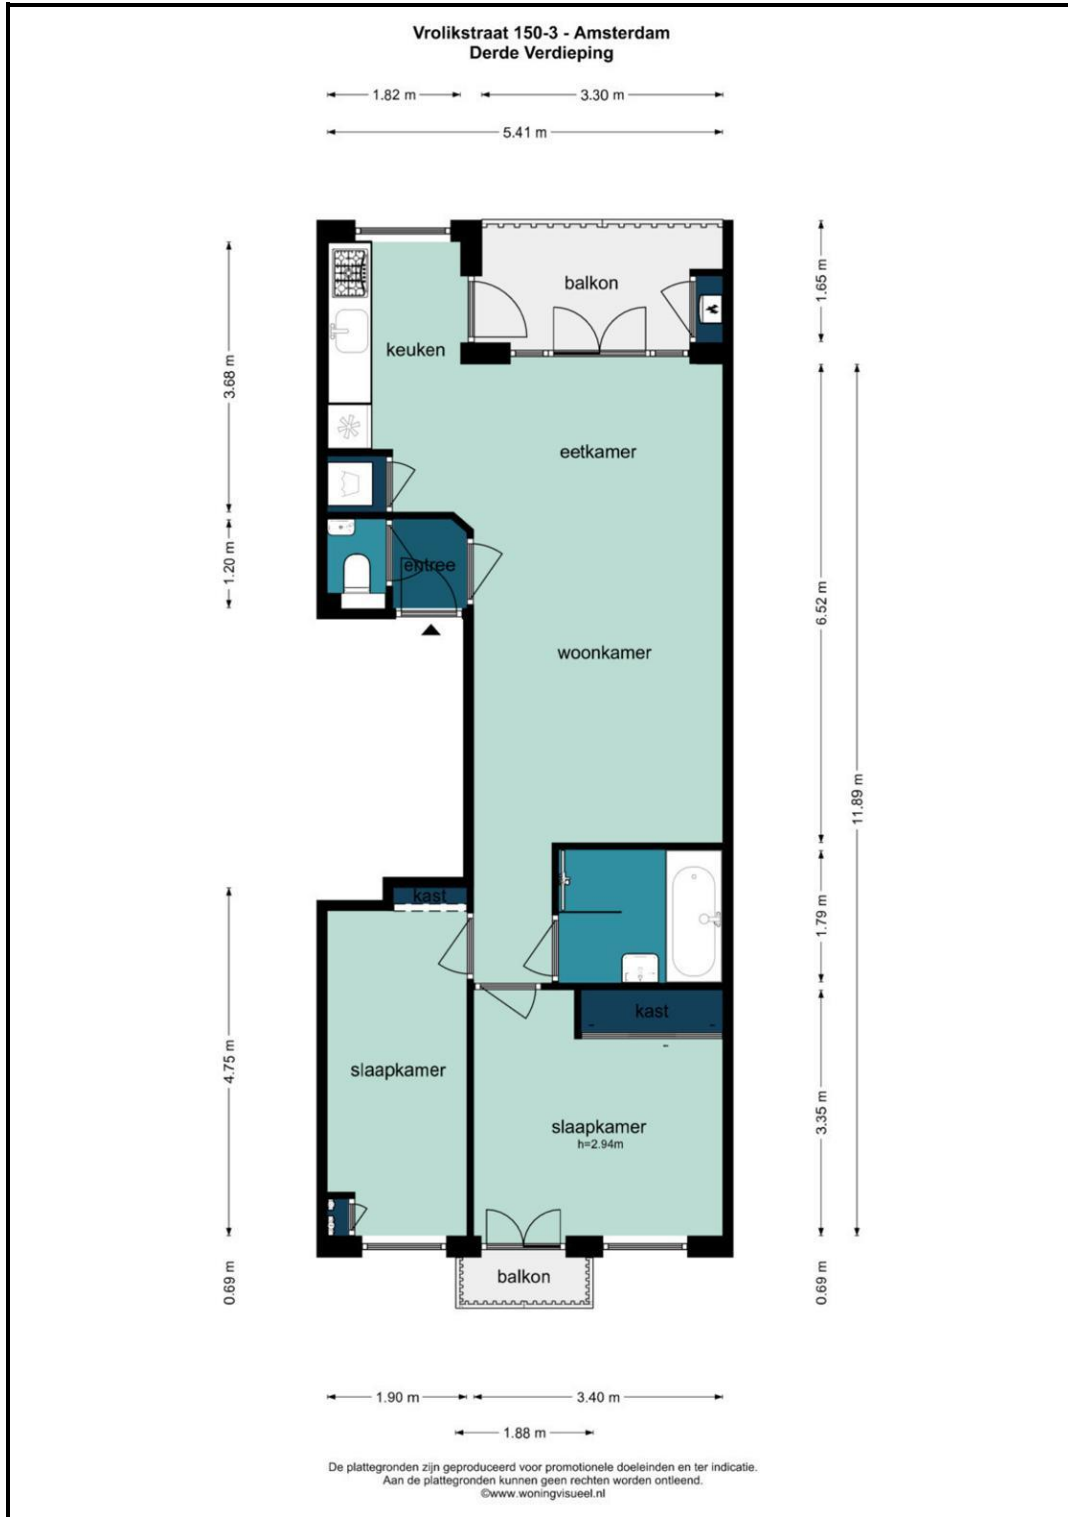 Vrolikstraat 150-3 - Amsterdam
Derde Verdieping
1.82 m
3.30 m
5.41 m
balkon
1.65 m
keuken
3.68 m
eetkamer
entree
1.20 m
6.52 m
woonkamer
11.89 m
kast
1.79 m
kast
slaapkamer
4.75 m
slaapkamer
h=2.94m
3.35 m
balkon
0.69 m
0.69 m
1.90 m
3.40 m
1.88 m
De plattegronden zijn geproduceerd voor promotionele doeleinden en ter indicatie.
Aan de plattegronden kunnen geen rechten worden ontleend.
©www.woningvisueel.nl